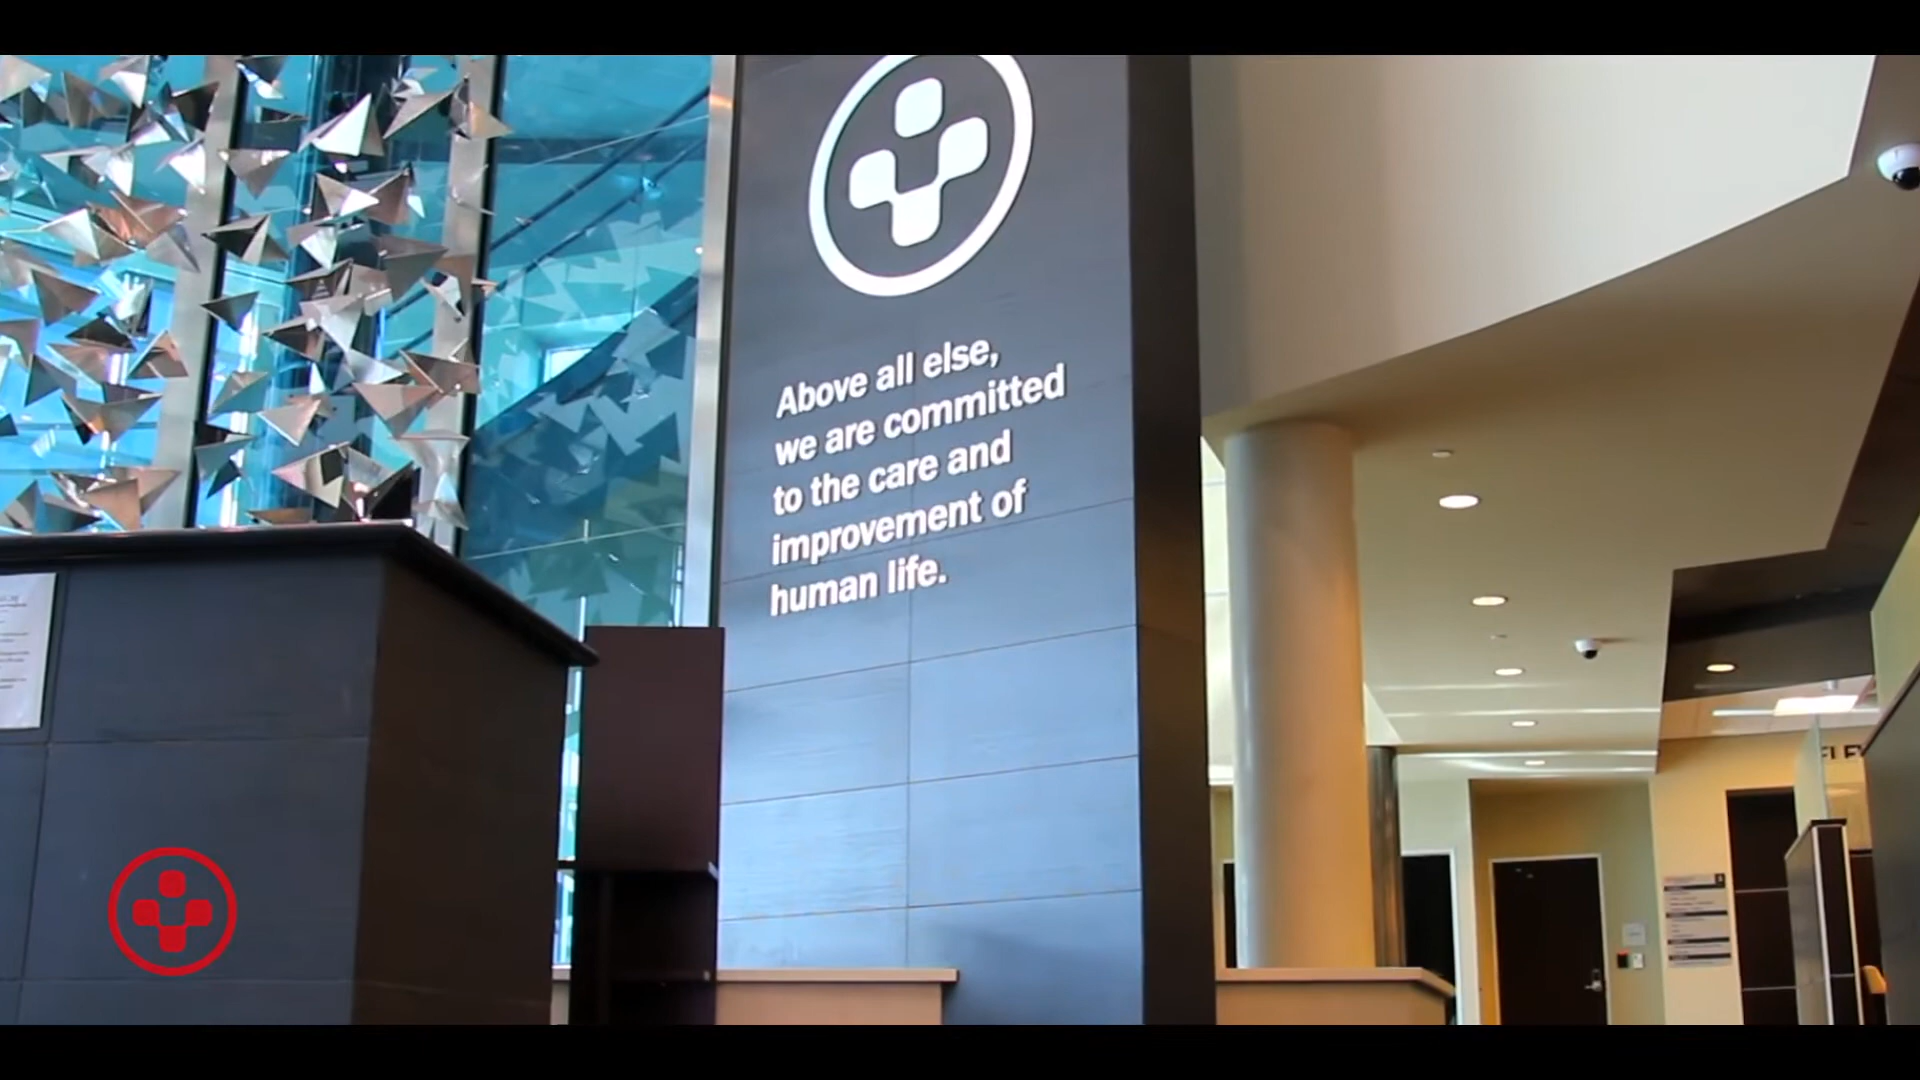 Above all else,
we are committed
to the care and
improvement of
human life.